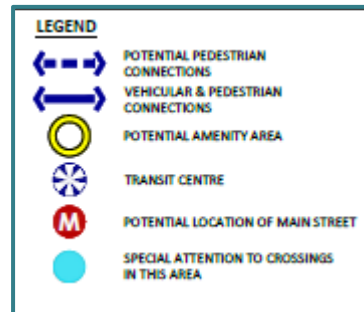 LEGEND
POTENTIAL PEDESTRIAN
CONNECTIONS
VEHICULAR & PEDESTRIAN
CONNECTIONS
POTENTIAL AMENITY AREA
TRANSIT CENTRE
M POTENTIAL LOCATION OF MAIN STREET
SPECIAL ATTENTION TO CROSSINGS
IN THIS AREA